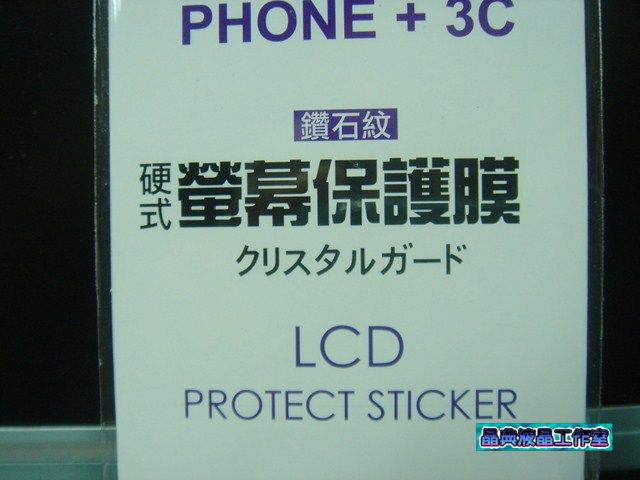 PHONE + 3C
鑽石紋
硬式 螢幕保護膜
クリスタルガード
LCD
PROTECT STICKER
晶典液晶工作室